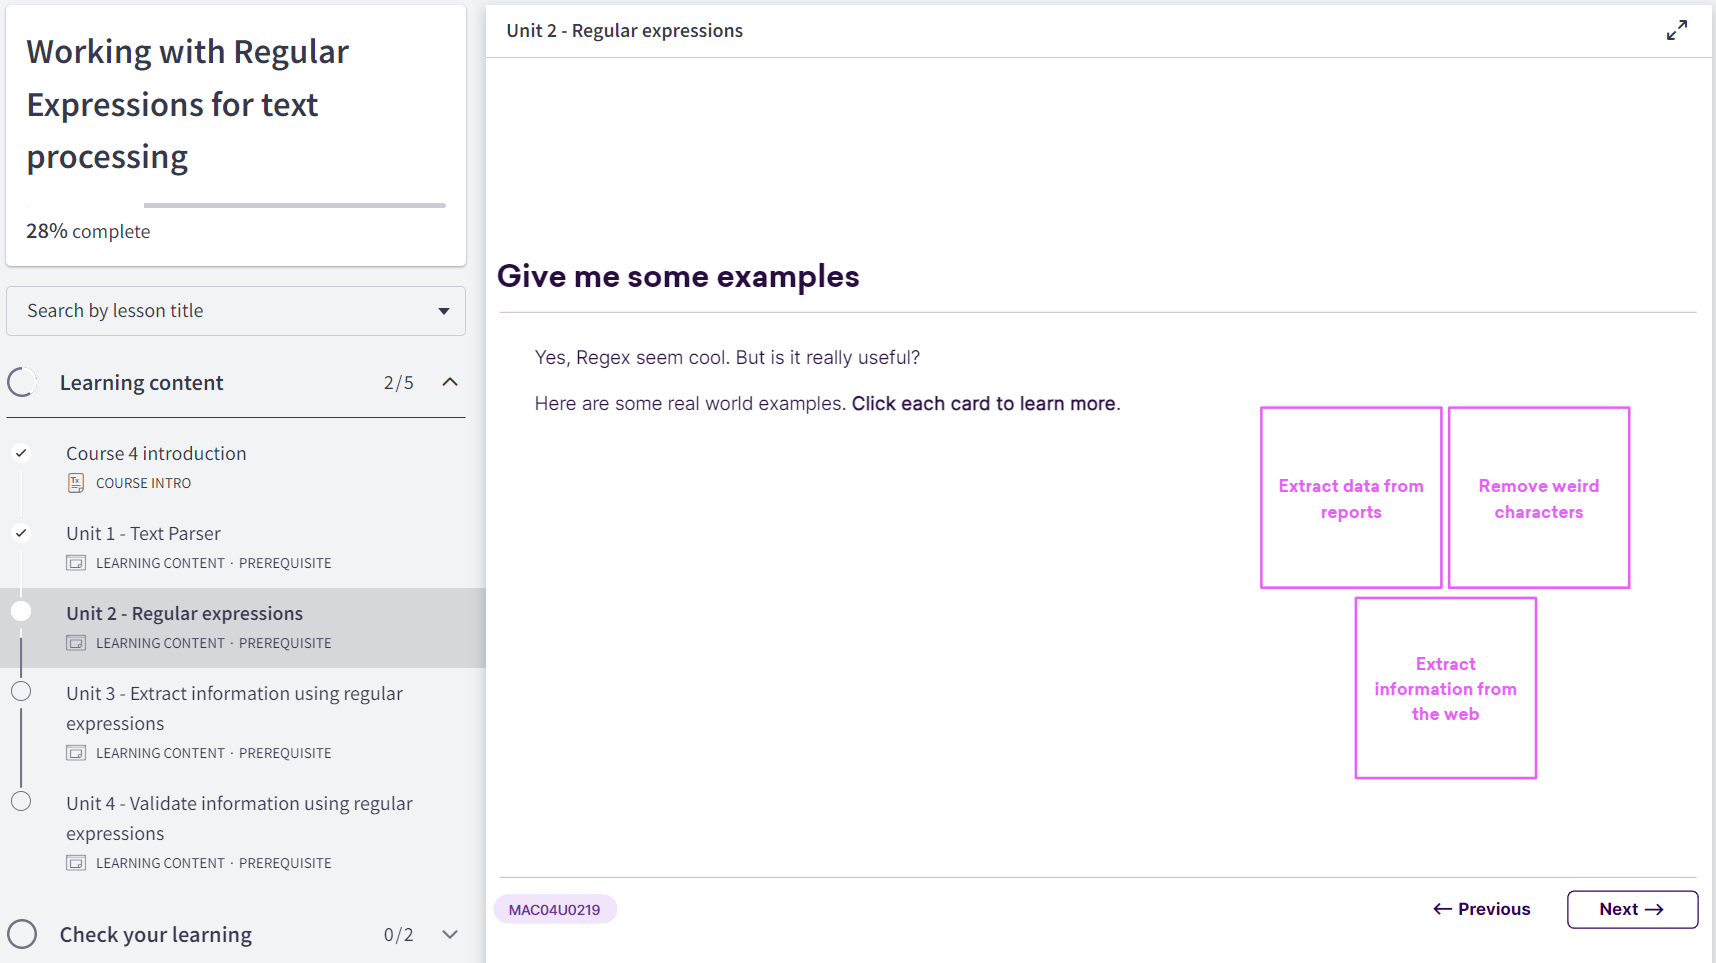 Working with Regular
Expressions for text
processing
28% complete
Search by lesson title
Learning content 2/5
Course 4 introduction
COURSE INTRO
Unit 1 - Text Parser
LEARNING CONTENT · PREREQUISITE
Unit 2 - Regular expressions
LEARNING CONTENT · PREREQUISITE
Unit 3 - Extract information using regular
expressions
LEARNING CONTENT · PREREQUISITE
Unit 4 - Validate information using regular
expressions
LEARNING CONTENT · PREREQUISITE
Check your learning 0/2
Unit 2 - Regular expressions
Give me some examples
Yes, Regex seem cool. But is it really useful?
Here are some real world examples. Click each card to learn more.
Extract data from
reports
Remove weird
characters
Extract
information from
the web
MAC04U0219
← Previous
Next →